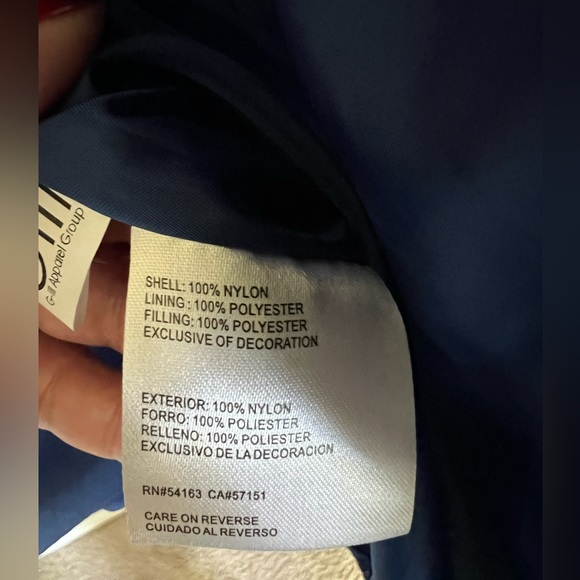 G-III Apparel Group
SHELL: 100% NYLON
LINING: 100% POLYESTER
FILLING: 100% POLYESTER
EXCLUSIVE OF DECORATION
EXTERIOR: 100% NYLON
FORRO: 100% POLIESTER
RELLENO: 100% POLIESTER
EXCLUSIVO DE LA DECORACION
RN#54163 CA#57151
CARE ON REVERSE
CUIDADO AL REVERSO